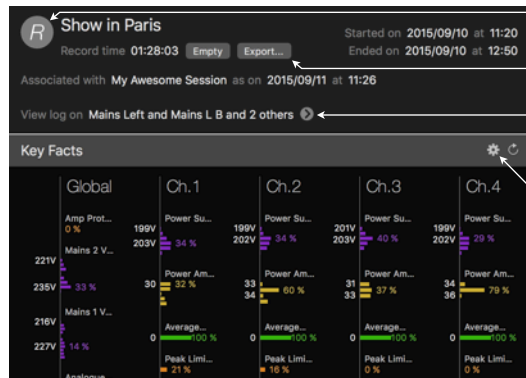 R Show in Paris
Started on 2015/09/10 at 11:20
Record time 01:28:03 Empty Export...
Ended on 2015/09/10 at 12:50
Associated with My Awesome Session as on 2015/09/11 at 11:26
View log on Mains Left and Mains L B and 2 others
Key Facts
Global Ch.1 Ch.2 Ch.3 Ch.4
Amp Prot... Power Su... Power Su... Power Su... Power Su...
0 % 199V 199V 201V 199V
203V 34 % 202V 34 % 203V 40 % 202V 29 %
Mains 2 V...
221V
Power Am... Power Am... Power Am... Power Am...
235V 33 % 30 32 % 33 60 % 31 37 % 34 79 %
34 33 36
Mains 1 V...
216V
Average... Average... Average... Average...
227V 14 % 0 100 % 0 100 % 0 100 % 0 100 %
Peak Limi... Peak Limi... Peak Limi... Peak Limi...
21 % 16 % 0 % 0 %
Analogue